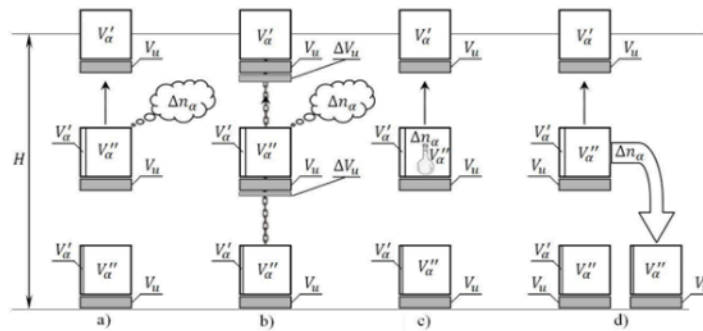 V′α V′α V′α V′α
Vu Vu ΔVu Vu Vu
Δnα Δnα
V′α V″α V′α V″α V′α Δnα V″α V′α V″α Δnα
H
Vu Vu ΔVu Vu Vu
V′α V″α V′α V″α V′α V″α V′α V″α V″α
Vu Vu Vu Vu
a) b) c) d)